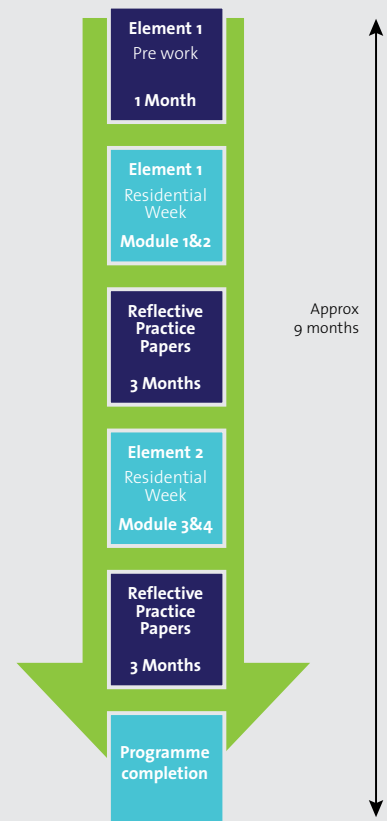 Element 1
Pre work
1 Month
Element 1
Residential
Week
Module 1&2
Reflective
Practice
Papers
3 Months
Approx
9 months
Element 2
Residential
Week
Module 3&4
Reflective
Practice
Papers
3 Months
Programme
completion